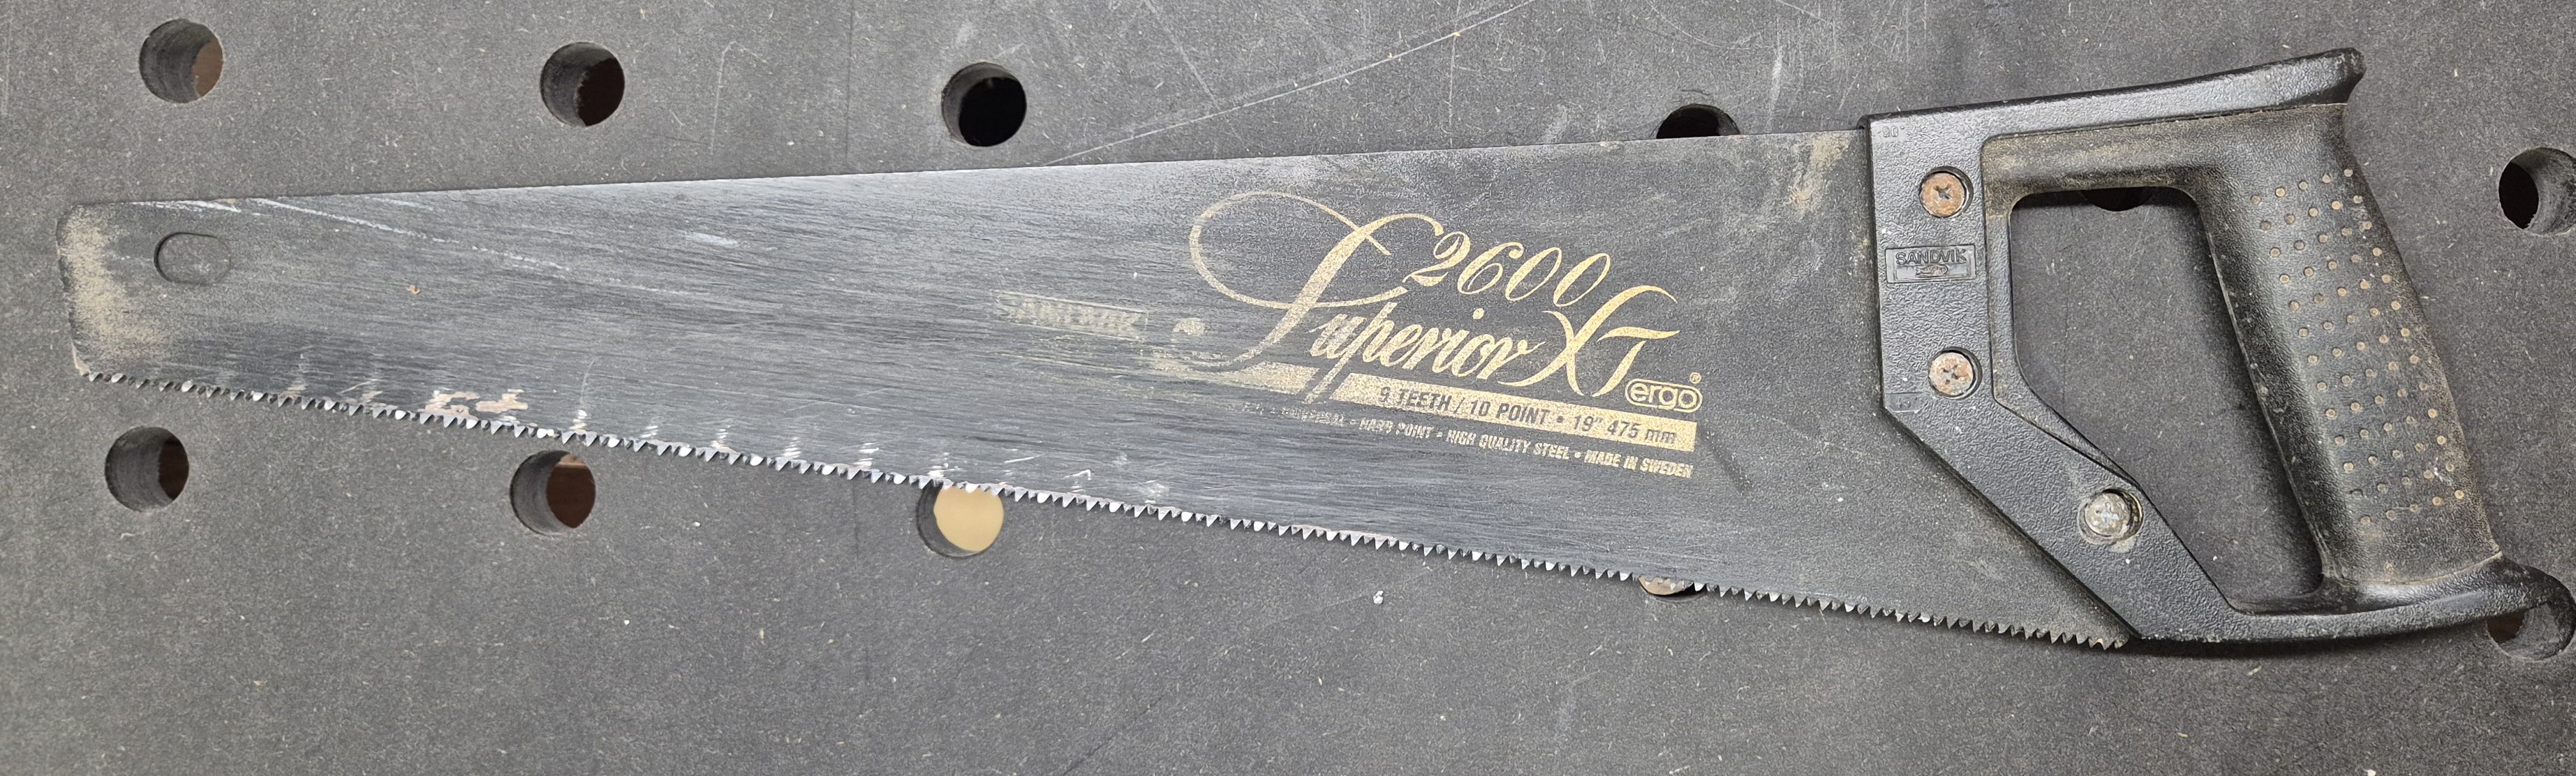 2600
Superior XT
ergo®
9 TEETH / 10 POINT • 19" 475 mm
UNIVERSAL • HARD POINT • HIGH QUALITY STEEL • MADE IN SWEDEN
SANDVIK
SANDVIK